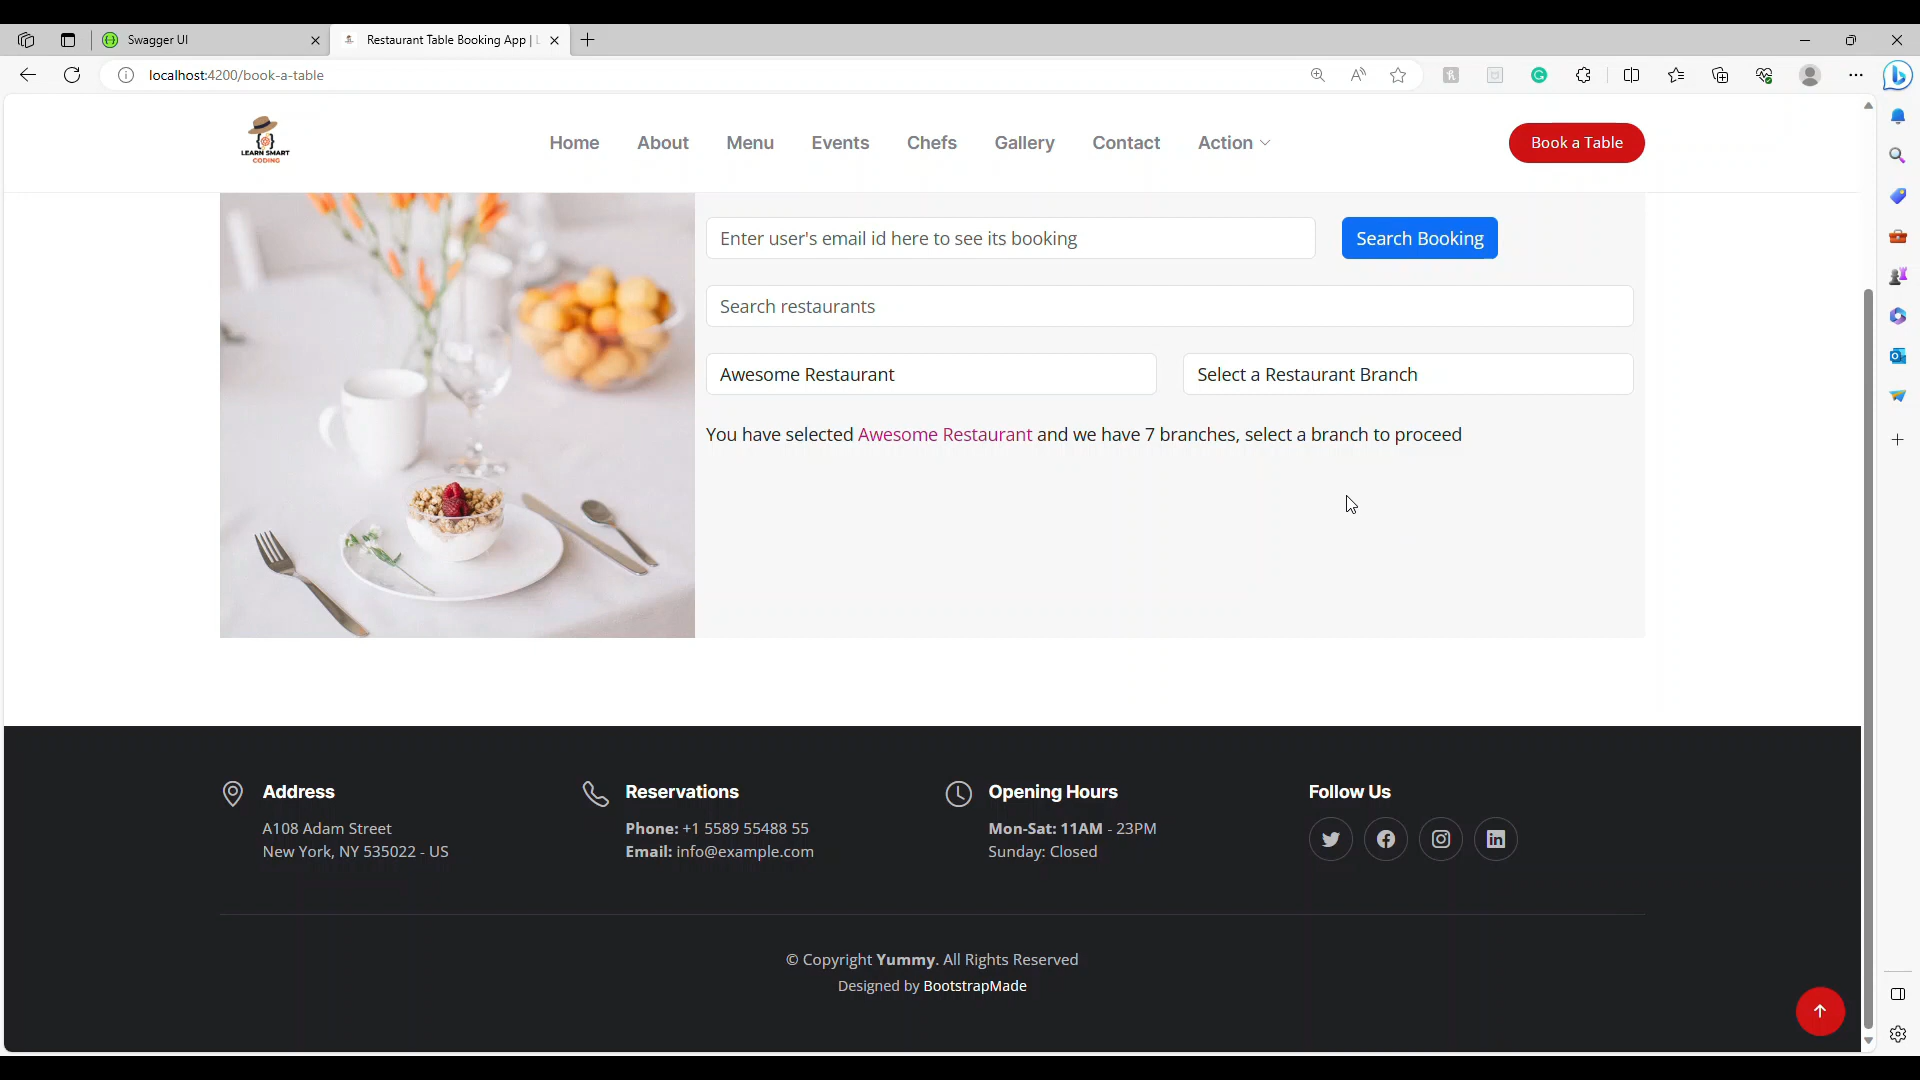 Swagger UI
Restaurant Table Booking App | L
localhost:4200/book-a-table
LEARN SMART
CODING
Home
About
Menu
Events
Chefs
Gallery
Contact
Action
Book a Table
Enter user's email id here to see its booking
Search Booking
Search restaurants
Awesome Restaurant
Select a Restaurant Branch
You have selected Awesome Restaurant and we have 7 branches, select a branch to proceed
Address
A108 Adam Street
New York, NY 535022 - US
Reservations
Phone: +1 5589 55488 55
Email: info@example.com
Opening Hours
Mon-Sat: 11AM - 23PM
Sunday: Closed
Follow Us
© Copyright Yummy. All Rights Reserved
Designed by BootstrapMade